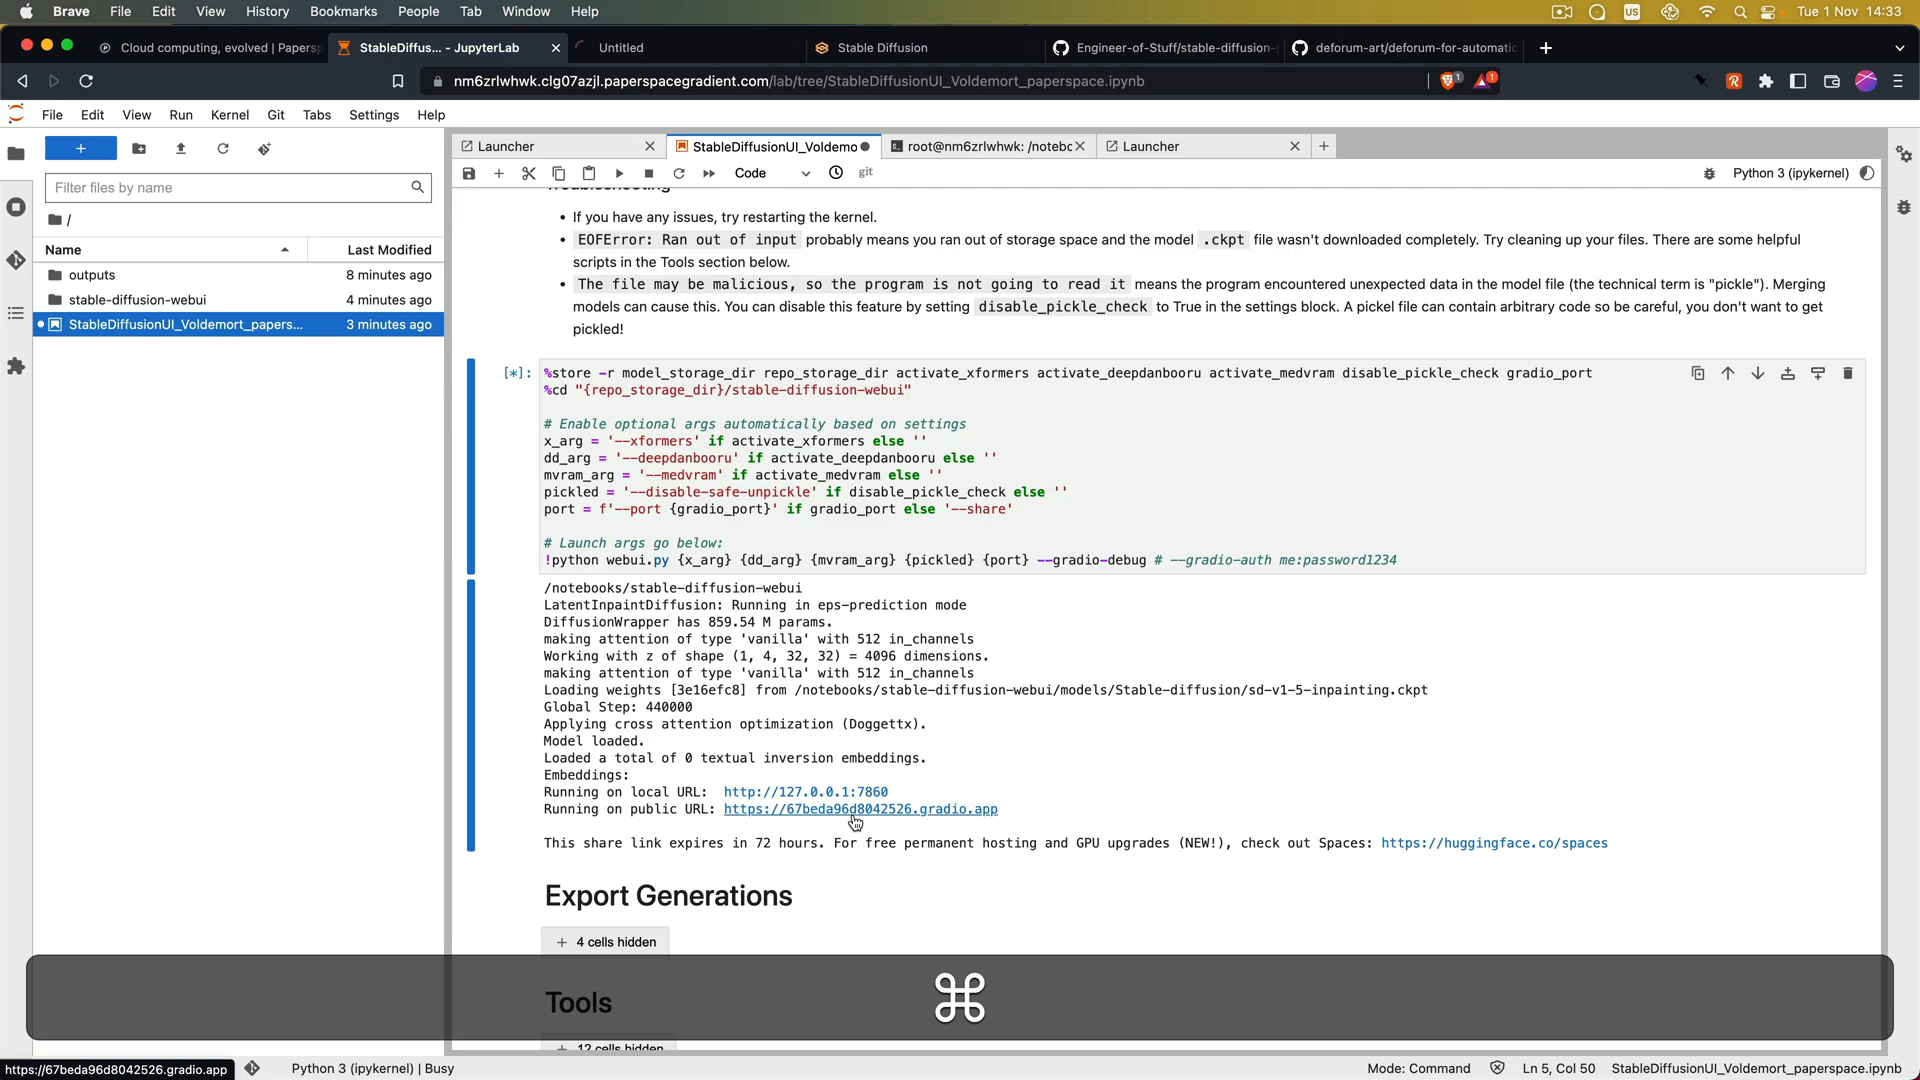 Brave File Edit View History Bookmarks People Tab Window Help US Tue 1 Nov 14:33
Cloud computing, evolved | Papersp StableDiffus... - JupyterLab Untitled Stable Diffusion Engineer-of-Stuff/stable-diffusion- deforum-art/deforum-for-automatic
nm6zrlwhwk.clg07azjl.paperspacegradient.com/lab/tree/StableDiffusionUI_Voldemort_paperspace.ipynb 1 1
File Edit View Run Kernel Git Tabs Settings Help
Launcher StableDiffusionUI_Voldemo root@nm6zrlwhwk: /notebc Launcher
Code git Python 3 (ipykernel)
Filter files by name
/
Name Last Modified
outputs 8 minutes ago
stable-diffusion-webui 4 minutes ago
StableDiffusionUI_Voldemort_papers... 3 minutes ago
Troubleshooting
• If you have any issues, try restarting the kernel.
• EOFError: Ran out of input probably means you ran out of storage space and the model .ckpt file wasn't downloaded completely. Try cleaning up your files. There are some helpful
scripts in the Tools section below.
• The file may be malicious, so the program is not going to read it means the program encountered unexpected data in the model file (the technical term is "pickle"). Merging
models can cause this. You can disable this feature by setting disable_pickle_check to True in the settings block. A pickel file can contain arbitrary code so be careful, you don't want to get
pickled!
[*]: %store -r model_storage_dir repo_storage_dir activate_xformers activate_deepdanbooru activate_medvram disable_pickle_check gradio_port
%cd "{repo_storage_dir}/stable-diffusion-webui"
# Enable optional args automatically based on settings
x_arg = '--xformers' if activate_xformers else ''
dd_arg = '--deepdanbooru' if activate_deepdanbooru else ''
mvram_arg = '--medvram' if activate_medvram else ''
pickled = '--disable-safe-unpickle' if disable_pickle_check else ''
port = f'--port {gradio_port}' if gradio_port else '--share'
# Launch args go below:
!python webui.py {x_arg} {dd_arg} {mvram_arg} {pickled} {port} --gradio-debug # --gradio-auth me:password1234
/notebooks/stable-diffusion-webui
LatentInpaintDiffusion: Running in eps-prediction mode
DiffusionWrapper has 859.54 M params.
making attention of type 'vanilla' with 512 in_channels
Working with z of shape (1, 4, 32, 32) = 4096 dimensions.
making attention of type 'vanilla' with 512 in_channels
Loading weights [3e16efc8] from /notebooks/stable-diffusion-webui/models/Stable-diffusion/sd-v1-5-inpainting.ckpt
Global Step: 440000
Applying cross attention optimization (Doggettx).
Model loaded.
Loaded a total of 0 textual inversion embeddings.
Embeddings:
Running on local URL: http://127.0.0.1:7860
Running on public URL: https://67beda96d8042526.gradio.app
This share link expires in 72 hours. For free permanent hosting and GPU upgrades (NEW!), check out Spaces: https://huggingface.co/spaces
Export Generations
+ 4 cells hidden
Tools
⌘
+ 12 cells hidden
https://67beda96d8042526.gradio.app Python 3 (ipykernel) | Busy Mode: Command Ln 5, Col 50 StableDiffusionUI_Voldemort_paperspace.ipynb